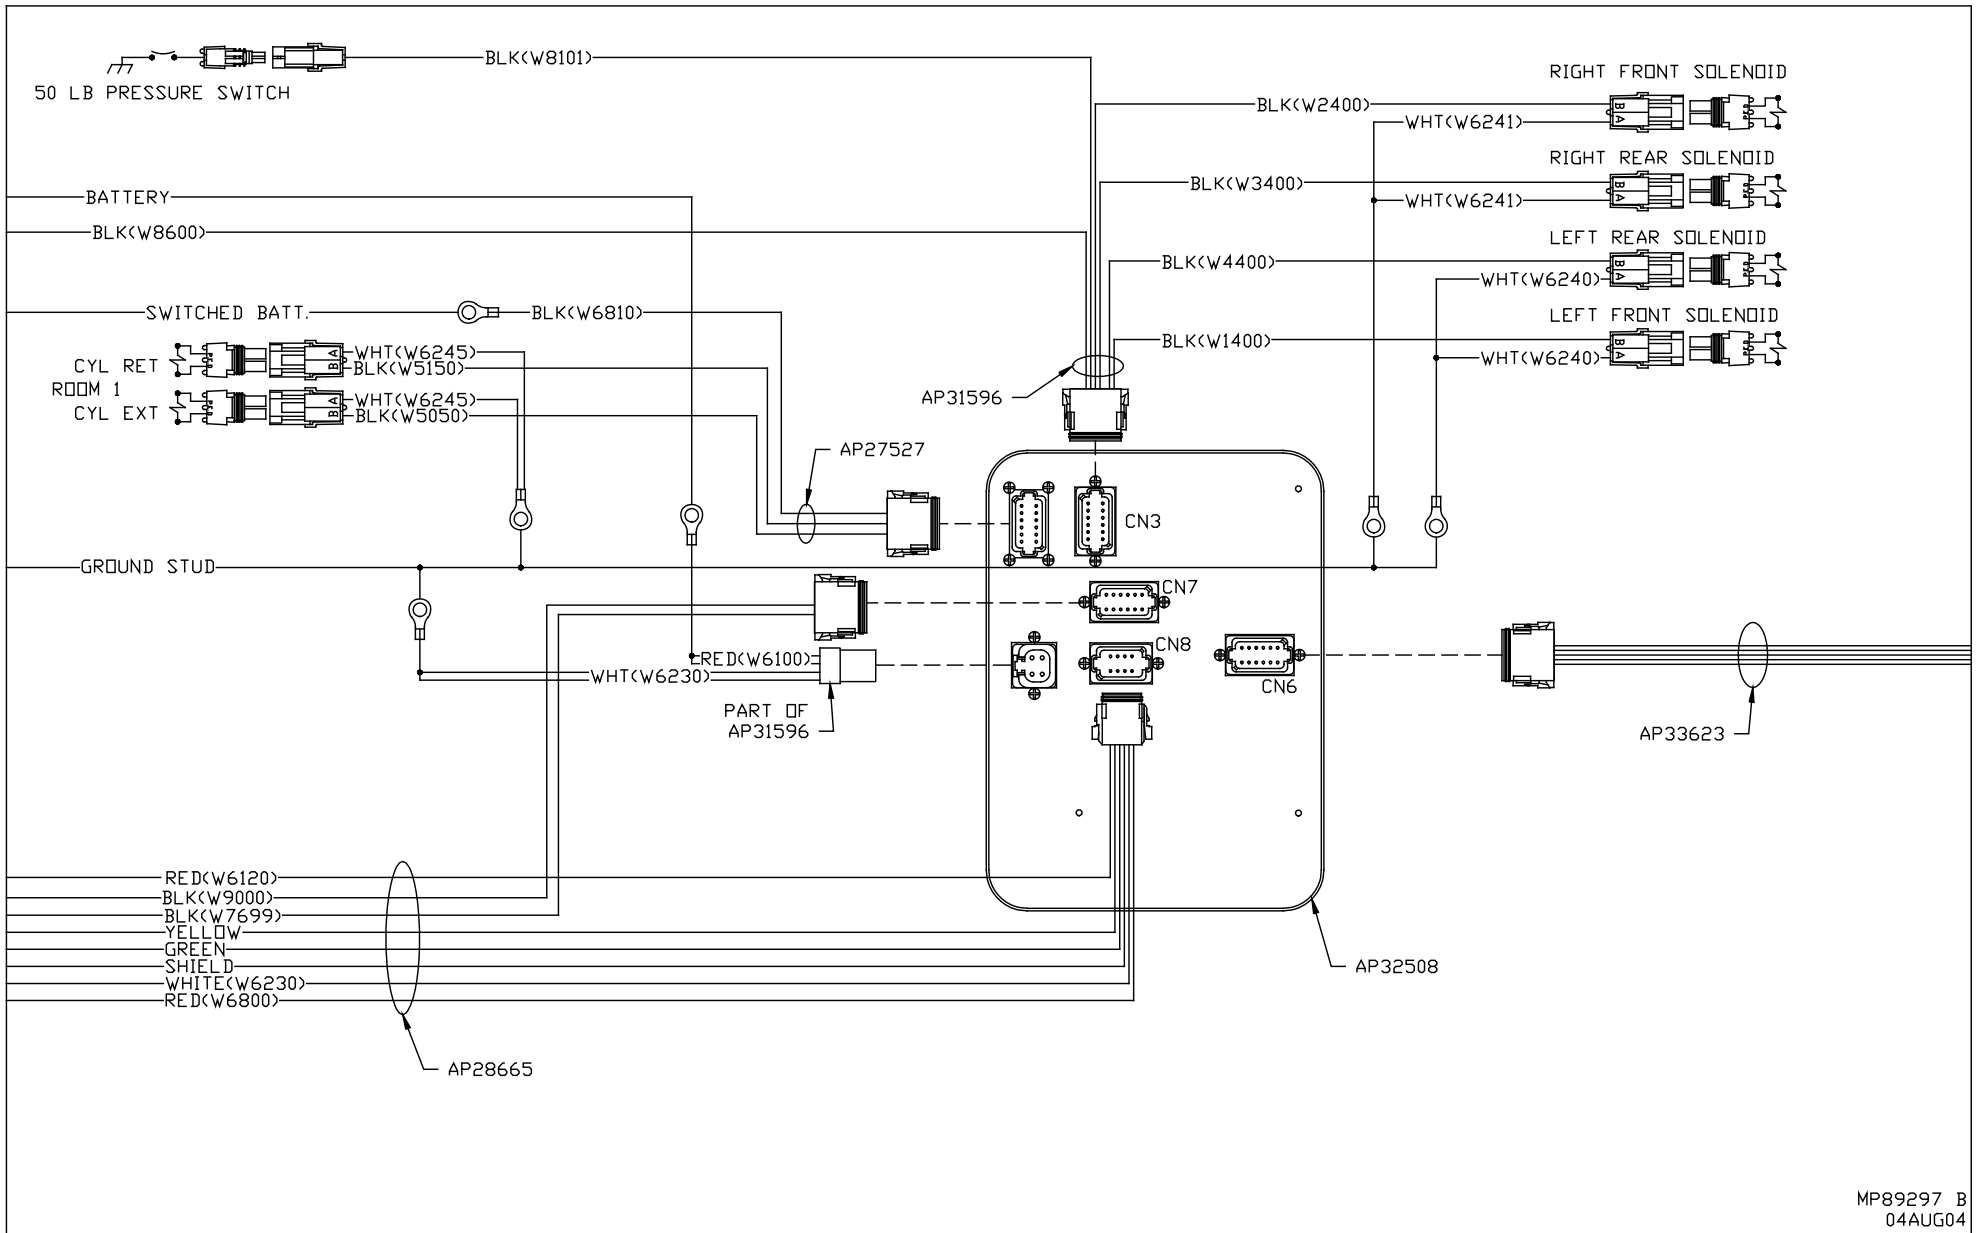 BLK(W8101)
50 LB PRESSURE SWITCH
RIGHT FRONT SOLENOID
BLK(W2400)
B
A
WHT(W6241)
RIGHT REAR SOLENOID
BLK(W3400)
B
A
WHT(W6241)
BATTERY
BLK(W8600)
LEFT REAR SOLENOID
BLK(W4400)
B
A
WHT(W6240)
SWITCHED BATT.
BLK(W6810)
LEFT FRONT SOLENOID
BLK(W1400)
B
A
WHT(W6240)
CYL RET
A
B
WHT(W6245)
BLK(W5150)
ROOM 1
CYL EXT
A
B
WHT(W6245)
BLK(W5050)
AP31596
AP27527
CN3
GROUND STUD
CN7
CN8
RED(W6100)
WHT(W6230)
CN6
PART OF
AP31596
AP33623
RED(W6120)
BLK(W9000)
BLK(W7699)
YELLOW
GREEN
SHIELD
WHITE(W6230)
RED(W6800)
AP32508
AP28665
MP89297 B
04AUG04